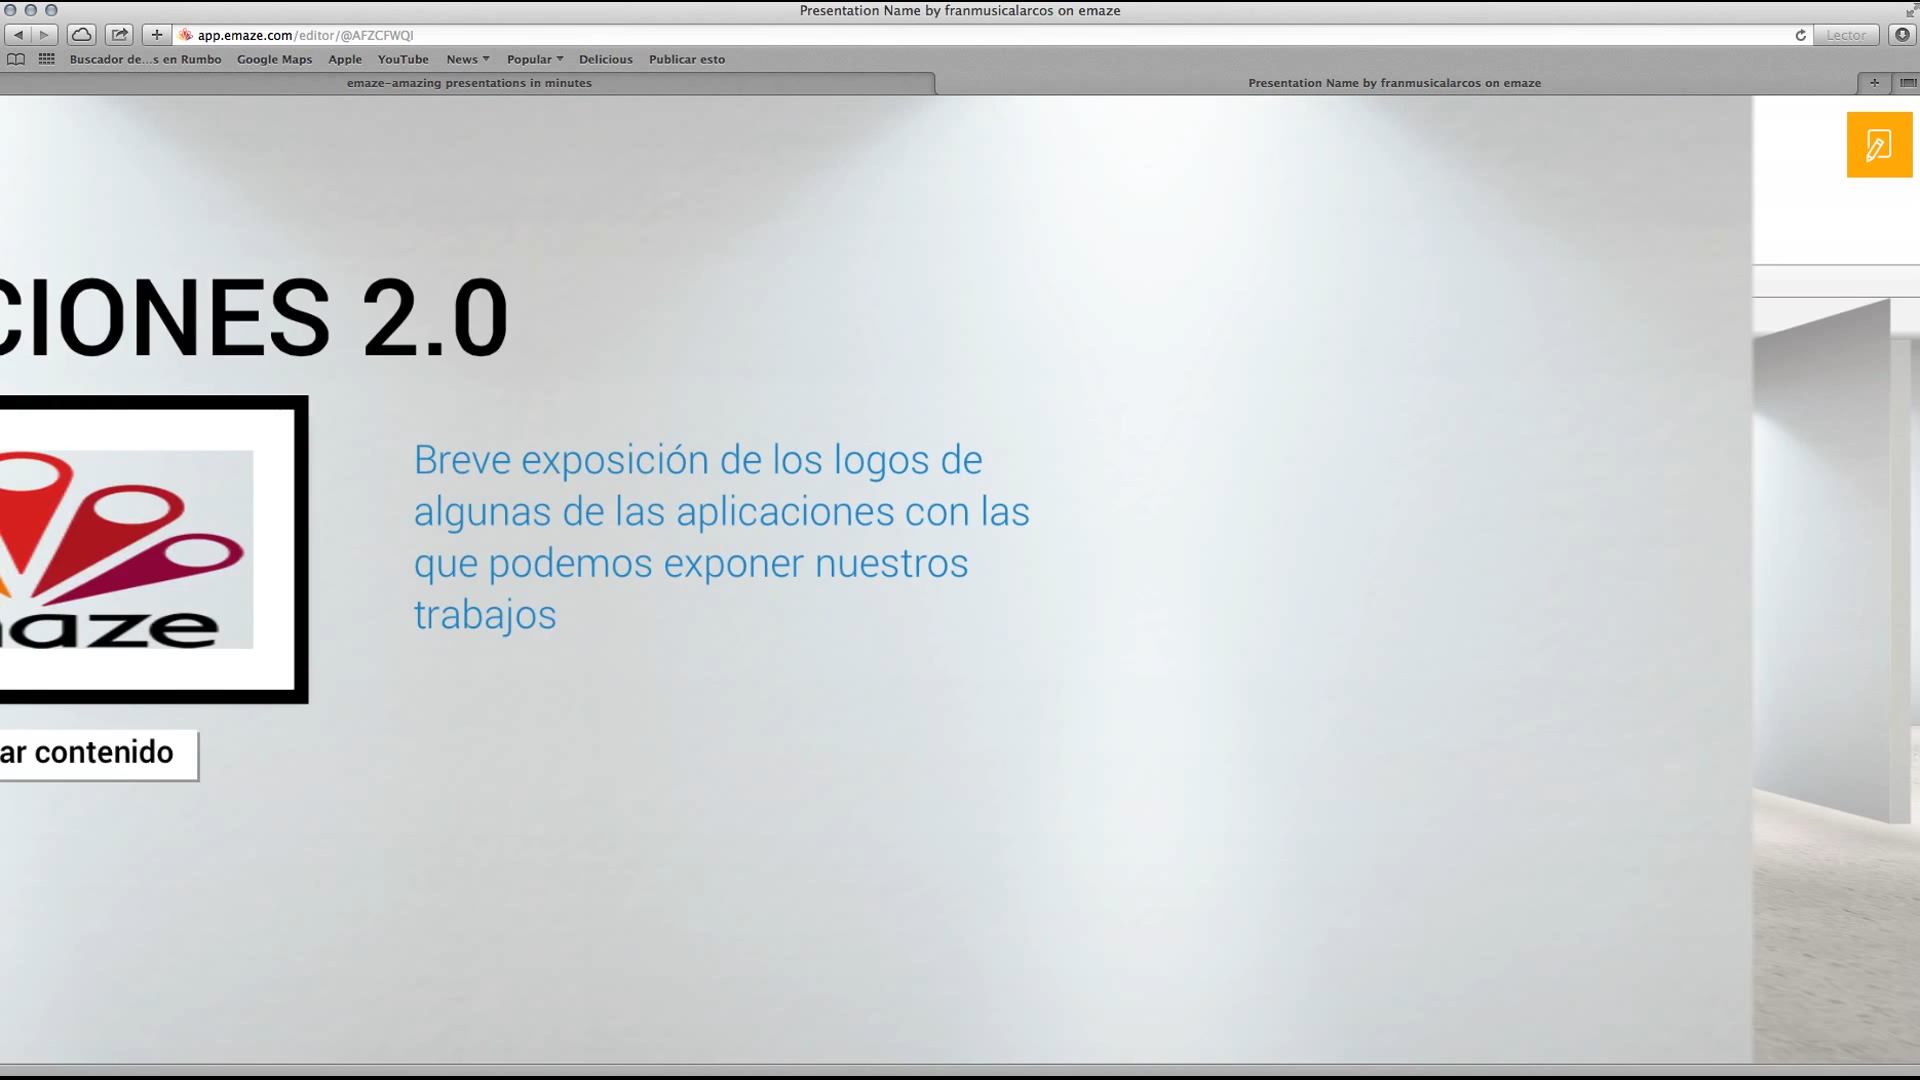 Presentation Name by franmusicalarcos on emaze
app.emaze.com/editor/@AFZCFWQI
Lector
Buscador de...s en Rumbo Google Maps Apple YouTube News Popular Delicious Publicar esto
emaze-amazing presentations in minutes
Presentation Name by franmusicalarcos on emaze
CIONES 2.0
Breve exposición de los logos de
algunas de las aplicaciones con las
que podemos exponer nuestros
trabajos
maze
ar contenido